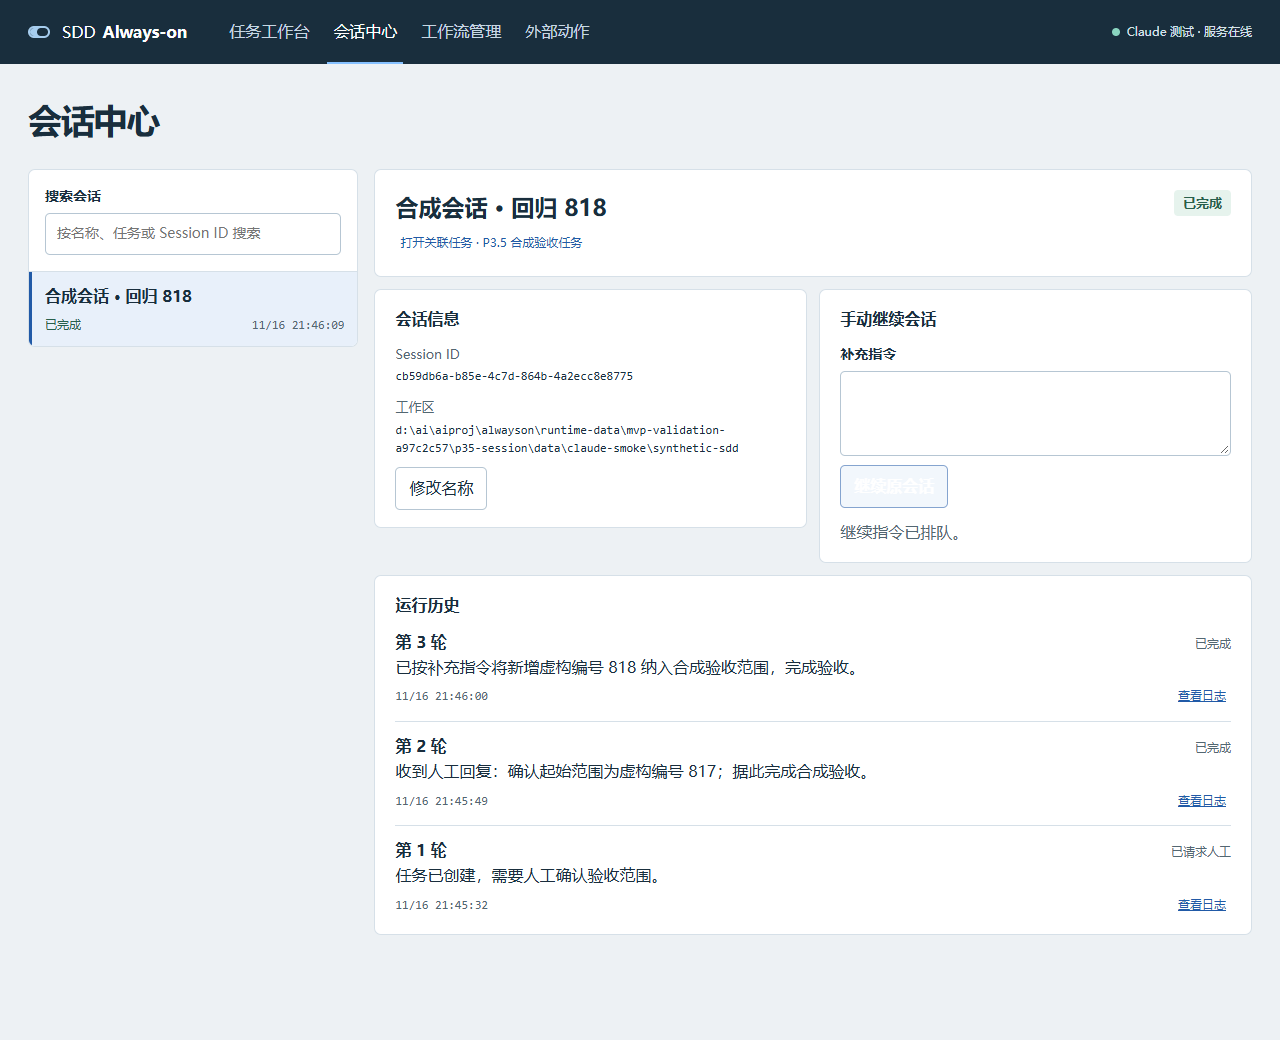 SDD Always-on
任务工作台
会话中心
工作流管理
外部动作
Claude 测试 · 服务在线
会话中心
搜索会话
按名称、任务或 Session ID 搜索
合成会话 • 回归 818
已完成
11/16 21:46:09
合成会话 • 回归 818
已完成
打开关联任务 · P3.5 合成验收任务
会话信息
Session ID
cb59db6a-b85e-4c7d-864b-4a2ecc8e8775
工作区
d:\ai\aiproj\alwayson\runtime-data\mvp-validation-
a97c2c57\p35-session\data\claude-smoke\synthetic-sdd
修改名称
手动继续会话
补充指令
继续原会话
继续指令已排队。
运行历史
第 3 轮
已完成
已按补充指令将新增虚构编号 818 纳入合成验收范围，完成验收。
11/16 21:46:00
查看日志
第 2 轮
已完成
收到人工回复：确认起始范围为虚构编号 817；据此完成合成验收。
11/16 21:45:49
查看日志
第 1 轮
已请求人工
任务已创建，需要人工确认验收范围。
11/16 21:45:32
查看日志